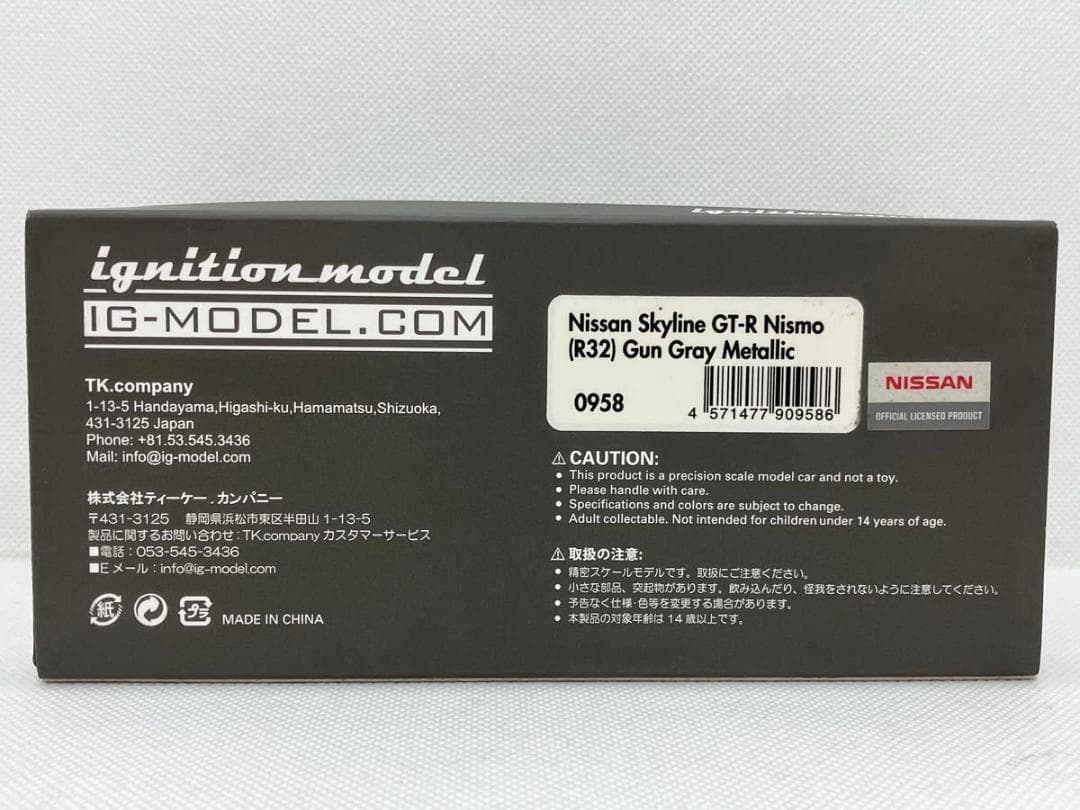 ignition model
ignition model
IG-MODEL.COM
TK.company
1-13-5 Handayama,Higashi-ku,Hamamatsu,Shizuoka,
431-3125 Japan
Phone: +81.53.545.3436
Mail: info@ig-model.com
株式会社ティーケー.カンパニー
〒431-3125 静岡県浜松市東区半田山1-13-5
製品に関するお問い合わせ:TK.companyカスタマーサービス
■電話:053-545-3436
■Eメール:info@ig-model.com
紙
プラ
MADE IN CHINA
Nissan Skyline GT-R Nismo
(R32) Gun Gray Metallic
0958
4 571477 909586
NISSAN
OFFICIAL LICENSED PRODUCT
⚠CAUTION:
• This product is a precision scale model car and not a toy.
• Please handle with care.
• Specifications and colors are subject to change.
• Adult collectable. Not intended for children under 14 years of age.
⚠取扱の注意:
• 精密スケールモデルです。取扱にご注意ください。
• 小さな部品、突起物があります。飲み込んだり、怪我をされないように注意してください。
• 予告なく仕様・色等を変更する場合があります。
• 本製品の対象年齢は14歳以上です。